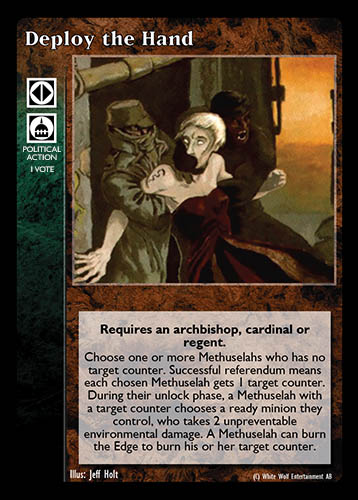 Deploy the Hand
POLITICAL
ACTION
1 VOTE
Requires an archbishop, cardinal or
regent.
Choose one or more Methuselahs who has no
target counter. Successful referendum means
each chosen Methuselah gets 1 target counter.
During their unlock phase, a Methuselah with
a target counter chooses a ready minion they
control, who takes 2 unpreventable
environmental damage. A Methuselah can burn
the Edge to burn his or her target counter.
Illus: Jeff Holt
(C) White Wolf Entertainment AB